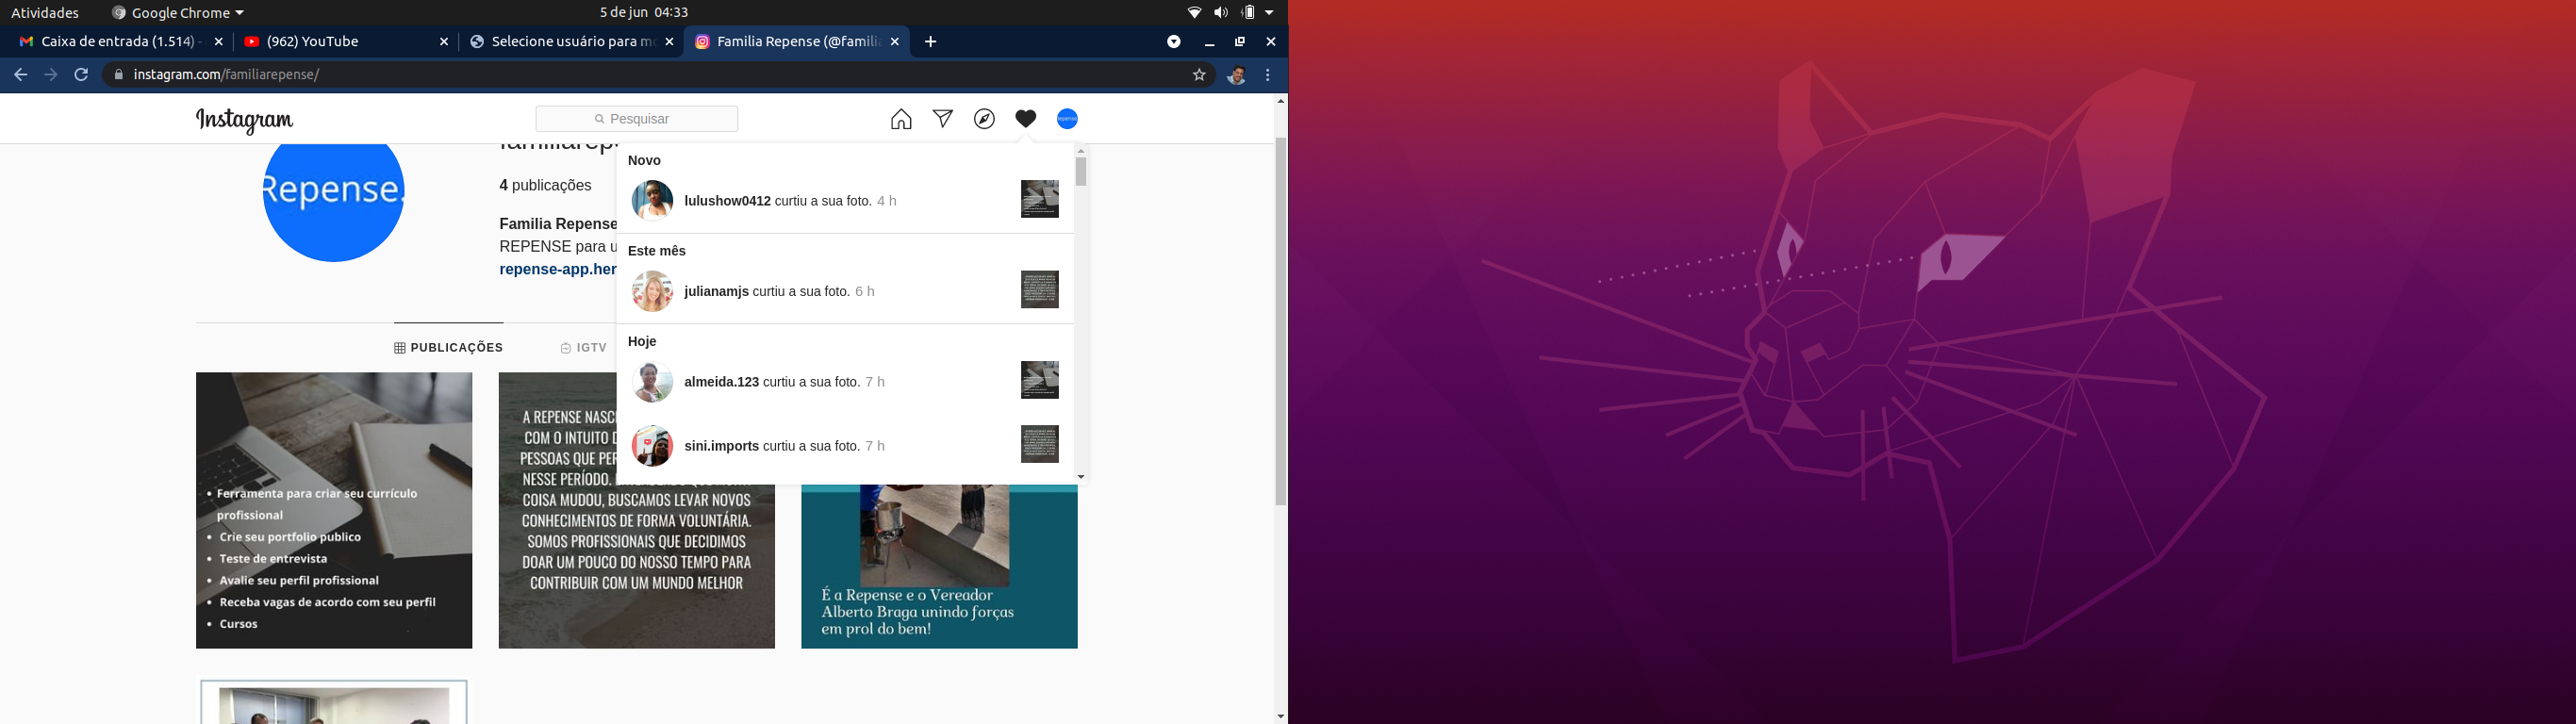 Atividades
Google Chrome
5 de jun 04:33
Caixa de entrada (1.514) -
(962) YouTube
Selecione usuário para mo
Familia Repense (@famili
instagram.com/familiarepense/
Instagram
Pesquisar
repense
Repense.
4 publicações
Familia Repense
REPENSE para u
repense-app.her
Novo
lulushow0412 curtiu a sua foto. 4 h
Este mês
julianamjs curtiu a sua foto. 6 h
Hoje
almeida.123 curtiu a sua foto. 7 h
sini.imports curtiu a sua foto. 7 h
PUBLICAÇÕES
IGTV
• Ferramenta para criar seu currículo
profissional
• Crie seu portfolio publico
• Teste de entrevista
• Avalie seu perfil profissional
• Receba vagas de acordo com seu perfil
• Cursos
A REPENSE NASC
COM O INTUITO D
PESSOAS QUE PER
NESSE PERÍODO.
COISA MUDOU, BUSCAMOS LEVAR NOVOS
CONHECIMENTOS DE FORMA VOLUNTÁRIA.
SOMOS PROFISSIONAIS QUE DECIDIMOS
DOAR UM POUCO DO NOSSO TEMPO PARA
CONTRIBUIR COM UM MUNDO MELHOR
É a Repense e o Vereador
Alberto Braga unindo forças
em prol do bem!